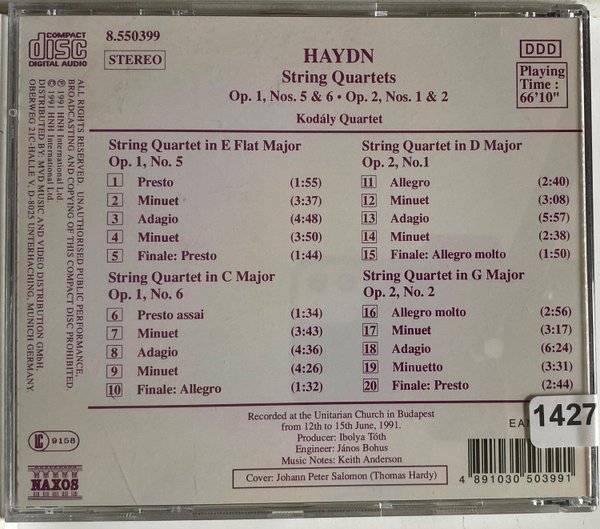 COMPACT
disc
DIGITAL AUDIO
8.550399
STEREO
HAYDN
String Quartets
Op. 1, Nos. 5 & 6 • Op. 2, Nos. 1 & 2
Kodály Quartet
DDD
Playing
Time :
66'10"
ALL RIGHTS RESERVED. UNAUTHORISED PUBLIC PERFORMANCE,
BROADCASTING AND COPYING OF THIS COMPACT DISC PROHIBITED.
℗ 1991 HNH International Ltd.
© 1991 HNH International Ltd.
DISTRIBUTED BY: MVD MUSIC AND VIDEO DISTRIBUTION GmbH,
OBERWEG 21C-HALLE V, D-8025 UNTERHACHING, MUNICH GERMANY.
String Quartet in E Flat Major
Op. 1, No. 5
1 Presto (1:55)
2 Minuet (3:37)
3 Adagio (4:48)
4 Minuet (3:50)
5 Finale: Presto (1:44)
String Quartet in C Major
Op. 1, No. 6
6 Presto assai (1:34)
7 Minuet (3:43)
8 Adagio (4:36)
9 Minuet (4:26)
10 Finale: Allegro (1:32)
String Quartet in D Major
Op. 2, No.1
11 Allegro (2:40)
12 Minuet (3:08)
13 Adagio (5:57)
14 Minuet (2:38)
15 Finale: Allegro molto (1:50)
String Quartet in G Major
Op. 2, No. 2
16 Allegro molto (2:56)
17 Minuet (3:17)
18 Adagio (6:24)
19 Minuetto (3:31)
20 Finale: Presto (2:44)
Recorded at the Unitarian Church in Budapest
from 12th to 15th June, 1991.
Producer: Ibolya Tóth
Engineer: János Bohus
Music Notes: Keith Anderson
Cover: Johann Peter Salomon (Thomas Hardy)
LC 9158
NAXOS
EAN
1427
4 891030 503991